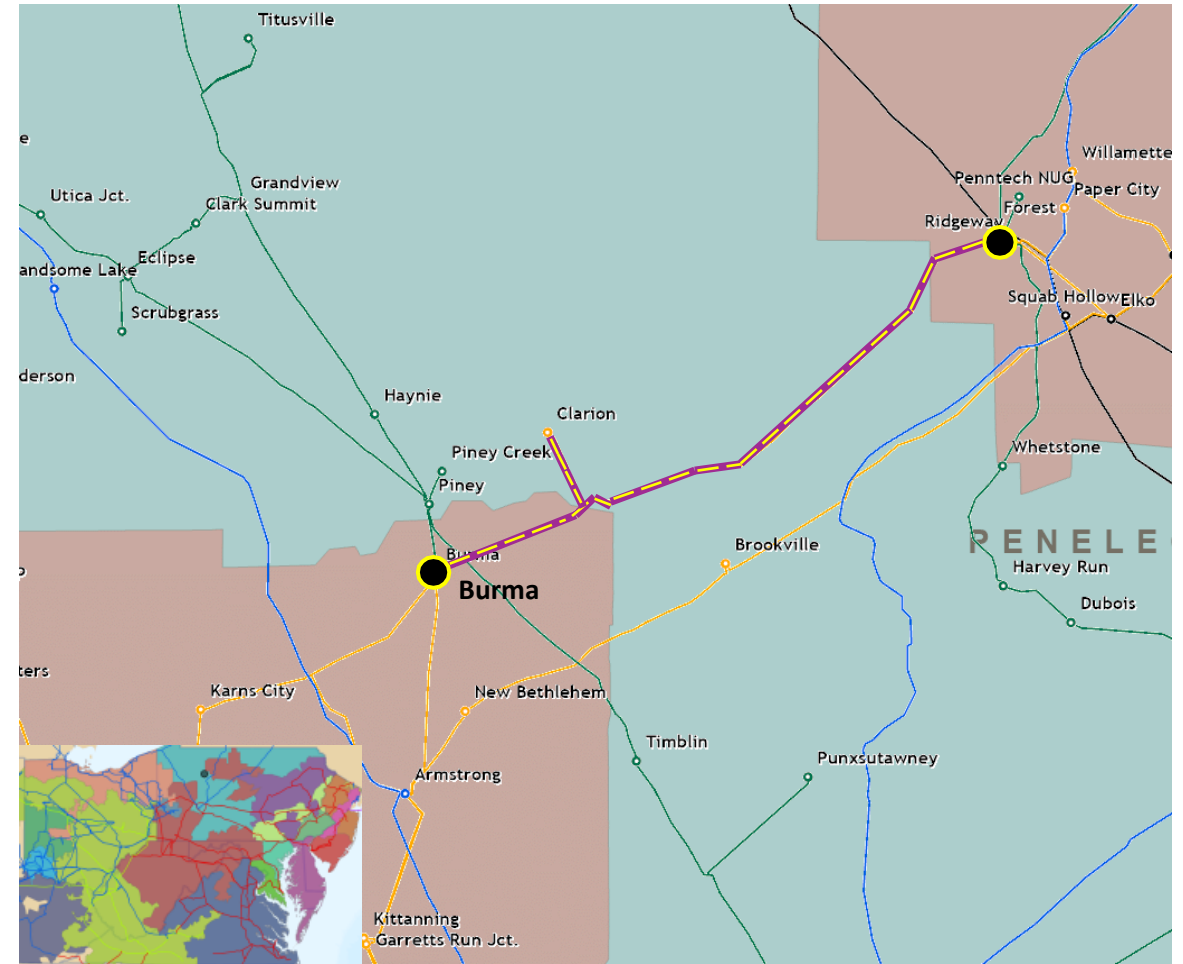 Titusville
e
Willamette
Penntech NUG
Grandview
Paper City
Utica Jct.
Clark Summit
Forest
Ridgeway
Eclipse
andsome Lake
Squab Hollow
Elko
Scrubgrass
derson
Haynie
Clarion
Whetstone
Piney Creek
Piney
PENELE
Brookville
Burma
Harvey Run
Burma
Dubois
ters
Karns City
New Bethlehem
Timblin
Punxsutawney
Armstrong
Kittanning
Garretts Run Jct.